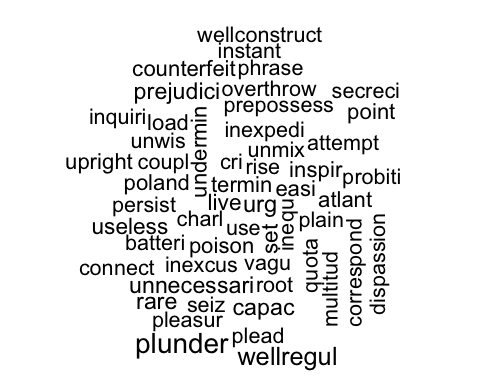 wellconstruct
instant
counterfeit phrase
prejudici overthrow secreci
prepossess point
inquiri load undermin inexpedi
unwis unmix attempt
upright coupl cri rise inspir probiti
poland termin easi
persist live urg inequ atlant
useless charl use set plain
batteri poison quota multitud correspond dispassion
connect inexcus vagu
unnecessari root
rare seiz capac
pleasur
plunder plead
wellregul